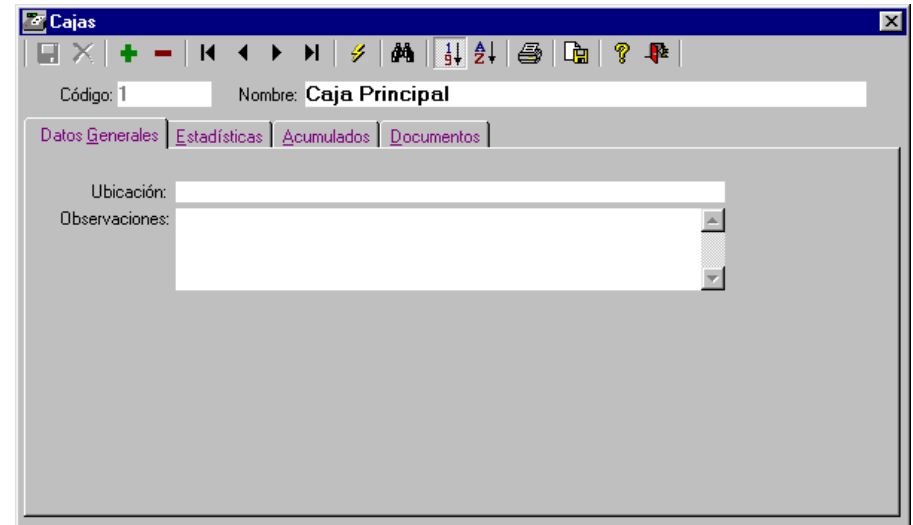 Cajas
Código: 1 Nombre: Caja Principal
Datos Generales Estadísticas Acumulados Documentos
Ubicación:
Observaciones: